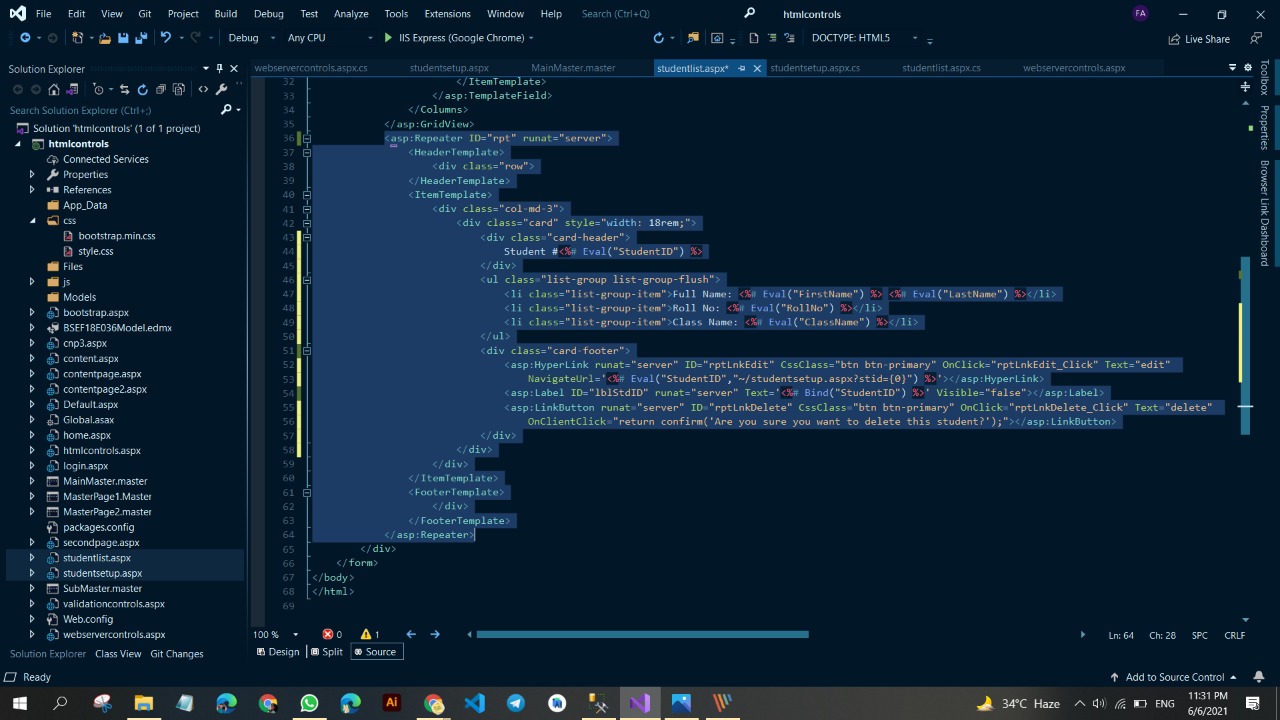 File Edit View Git Project Build Debug Test Analyze Tools Extensions Window Help Search (Ctrl+Q) htmlcontrols FA
Debug Any CPU IIS Express (Google Chrome) DOCTYPE: HTML5 Live Share
Solution Explorer
Search Solution Explorer (Ctrl+;)
Solution 'htmlcontrols' (1 of 1 project)
htmlcontrols
Connected Services
Properties
References
App_Data
css
bootstrap.min.css
style.css
Files
js
Models
bootstrap.aspx
BSEF18E036Model.edmx
cnp3.aspx
content.aspx
contentpage.aspx
contentpage2.aspx
Default.aspx
Global.asax
home.aspx
htmlcontrols.aspx
login.aspx
MainMaster.master
MasterPage1.Master
MasterPage2.master
packages.config
secondpage.aspx
studentlist.aspx
studentsetup.aspx
SubMaster.master
validationcontrols.aspx
Web.config
webservercontrols.aspx
Solution Explorer Class View Git Changes
webservercontrols.aspx.cs studentsetup.aspx MainMaster.master studentlist.aspx* studentsetup.aspx.cs studentlist.aspx.cs webservercontrols.aspx
32 </ItemTemplate>
33 </asp:TemplateField>
34 </Columns>
35 </asp:GridView>
36 <asp:Repeater ID="rpt" runat="server">
37 <HeaderTemplate>
38 <div class="row">
39 </HeaderTemplate>
40 <ItemTemplate>
41 <div class="col-md-3">
42 <div class="card" style="width: 18rem;">
43 <div class="card-header">
44 Student #<%# Eval("StudentID") %>
45 </div>
46 <ul class="list-group list-group-flush">
47 <li class="list-group-item">Full Name: <%# Eval("FirstName") %> <%# Eval("LastName") %></li>
48 <li class="list-group-item">Roll No: <%# Eval("RollNo") %></li>
49 <li class="list-group-item">Class Name: <%# Eval("ClassName") %></li>
50 </ul>
51 <div class="card-footer">
52 <asp:HyperLink runat="server" ID="rptLnkEdit" CssClass="btn btn-primary" OnClick="rptLnkEdit_Click" Text="edit"
53 NavigateUrl='<%# Eval("StudentID","~/studentsetup.aspx?stid={0}") %>'></asp:HyperLink>
54 <asp:Label ID="lblStdID" runat="server" Text='<%# Bind("StudentID") %>' Visible="false"></asp:Label>
55 <asp:LinkButton runat="server" ID="rptLnkDelete" CssClass="btn btn-primary" OnClick="rptLnkDelete_Click" Text="delete"
56 OnClientClick="return confirm('Are you sure you want to delete this student?');"></asp:LinkButton>
57 </div>
58 </div>
59 </div>
60 </ItemTemplate>
61 <FooterTemplate>
62 </div>
63 </FooterTemplate>
64 </asp:Repeater>
65 </div>
66 </form>
67 </body>
68 </html>
69
100 % 0 1 Ln: 64 Ch: 28 SPC CRLF
Design Split Source
Toolbox
Properties
Browser Link Dashboard
Ready Add to Source Control
34°C Haze ENG 11:31 PM
6/6/2021